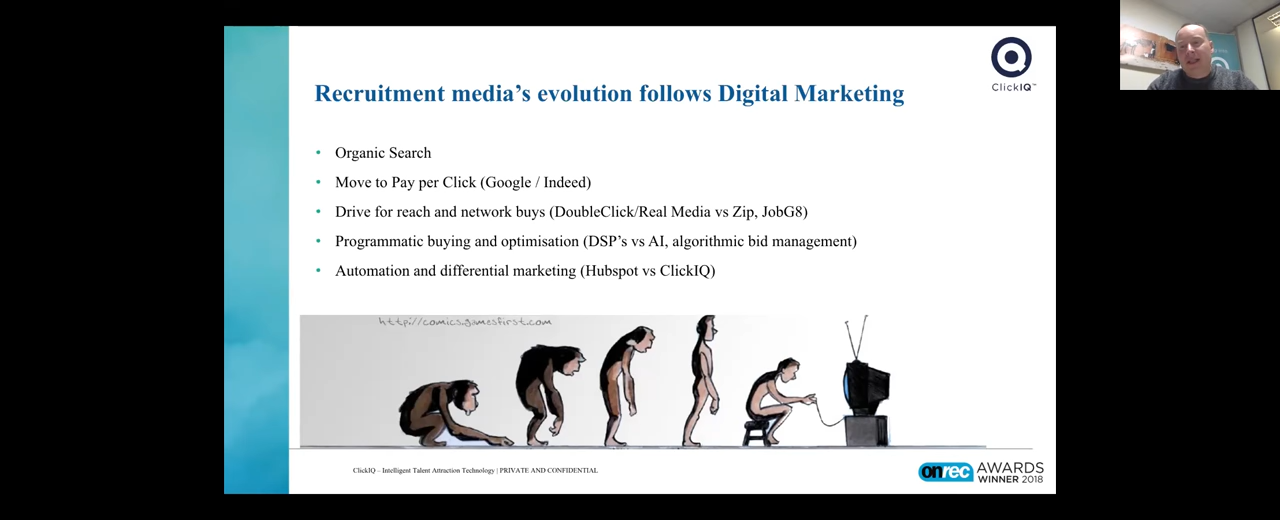 ClickIQ™
Recruitment media’s evolution follows Digital Marketing
• Organic Search
• Move to Pay per Click (Google / Indeed)
• Drive for reach and network buys (DoubleClick/Real Media vs Zip, JobG8)
• Programmatic buying and optimisation (DSP’s vs AI, algorithmic bid management)
• Automation and differential marketing (Hubspot vs ClickIQ)
http://comics.gamesfirst.com
ClickIQ – Intelligent Talent Attraction Technology | PRIVATE AND CONFIDENTIAL
onrec AWARDS
WINNER 2018